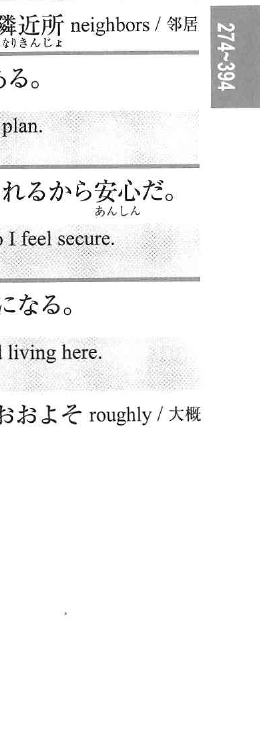 隣近所 neighbors / 邻居
なりきんじょ
ある。
plan.
れるから安心だ。
あんしん
o I feel secure.
になる。
d living here.
おおよそ roughly / 大概
274~394